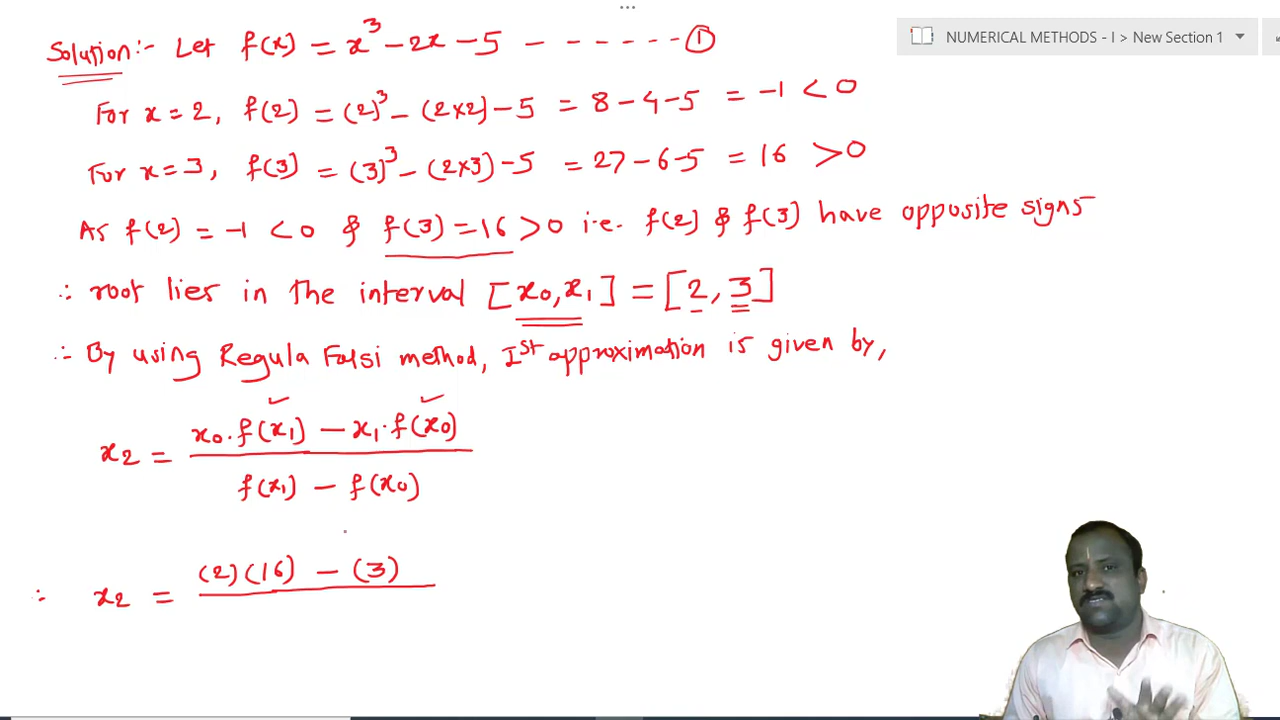 NUMERICAL METHODS - I > New Section 1
Solution:- Let f(x) = x³ - 2x - 5 - - - - - - - ①
For x = 2, f(2) = (2)³ - (2×2) - 5 = 8 - 4 - 5 = -1 < 0
For x = 3, f(3) = (3)³ - (2×3) - 5 = 27 - 6 - 5 = 16 > 0
As f(2) = -1 < 0 & f(3) = 16 > 0 i.e. f(2) & f(3) have opposite signs
∴ root lies in the interval [x₀, x₁] = [2, 3]
∴ By using Regula Falsi method, Iˢᵗ approximation is given by,
x₂ = x₀·f(x₁) - x₁·f(x₀)
f(x₁) - f(x₀)
∴ x₂ = (2)(16) - (3)